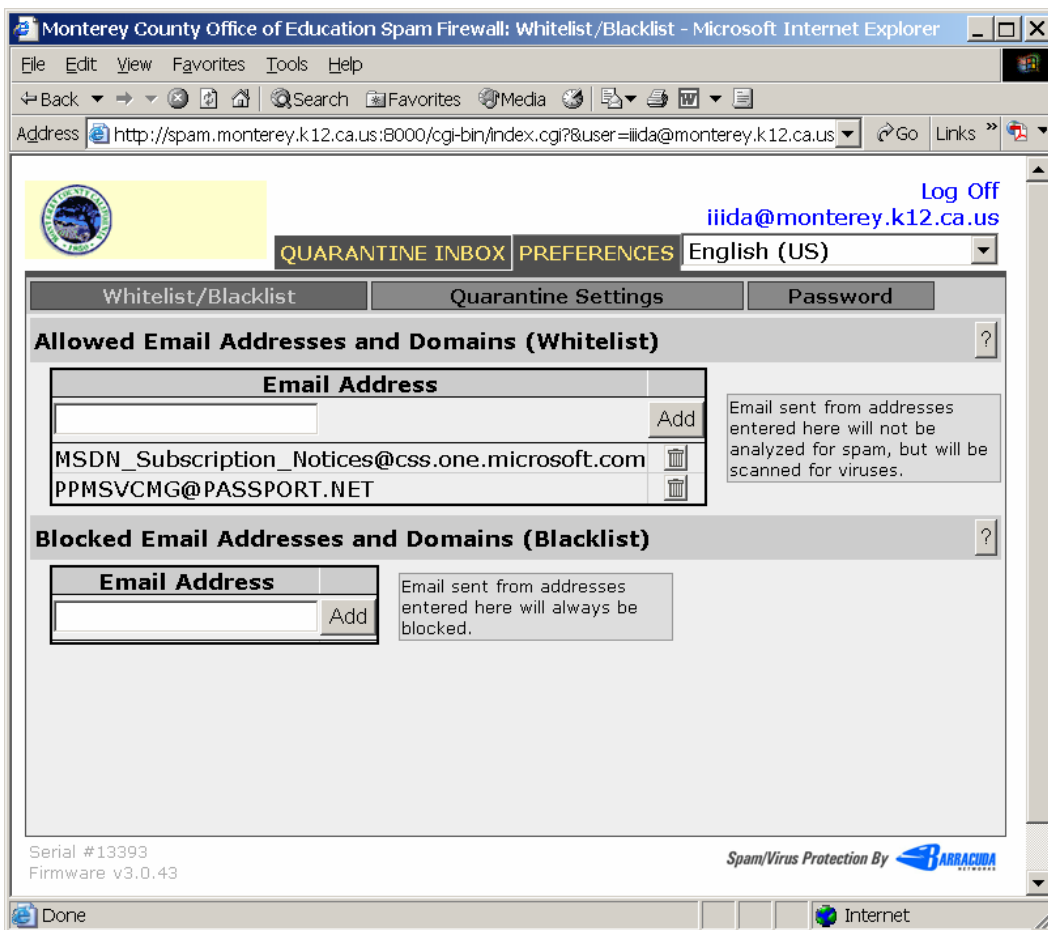 Monterey County Office of Education Spam Firewall: Whitelist/Blacklist - Microsoft Internet Explorer
File Edit View Favorites Tools Help
Back Search Favorites Media
Address http://spam.monterey.k12.ca.us:8000/cgi-bin/index.cgi?&user=iiida@monterey.k12.ca.us Go Links »
Log Off
iiida@monterey.k12.ca.us
QUARANTINE INBOX PREFERENCES English (US)
Whitelist/Blacklist Quarantine Settings Password
Allowed Email Addresses and Domains (Whitelist) ?
Email Address
Add
MSDN_Subscription_Notices@css.one.microsoft.com
PPMSVCMG@PASSPORT.NET
Email sent from addresses
entered here will not be
analyzed for spam, but will be
scanned for viruses.
Blocked Email Addresses and Domains (Blacklist) ?
Email Address
Add
Email sent from addresses
entered here will always be
blocked.
Serial #13393
Firmware v3.0.43
Spam/Virus Protection By BARRACUDA
NETWORKS
Done Internet